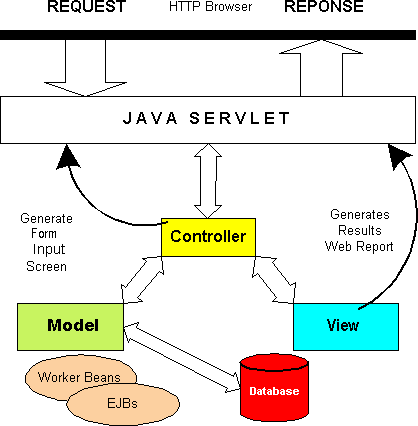 REQUEST
HTTP Browser
REPONSE
JAVA SERVLET
Generate
Form
Input
Screen
Controller
Generates
Results
Web Report
Model
View
Worker Beans
EJBs
Database